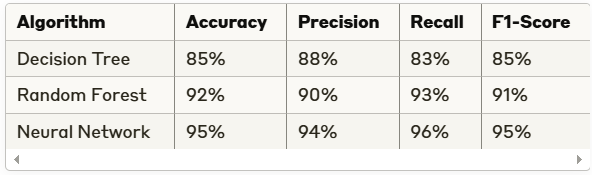 Algorithm Accuracy Precision Recall F1-Score
Decision Tree 85% 88% 83% 85%
Random Forest 92% 90% 93% 91%
Neural Network 95% 94% 96% 95%